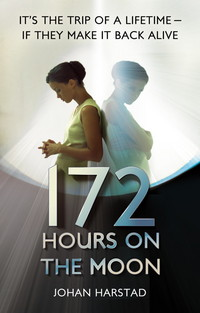 IT'S THE TRIP OF A LIFETIME –
IF THEY MAKE IT BACK ALIVE
172
HOURS ON
THE MOON
JOHAN HARSTAD